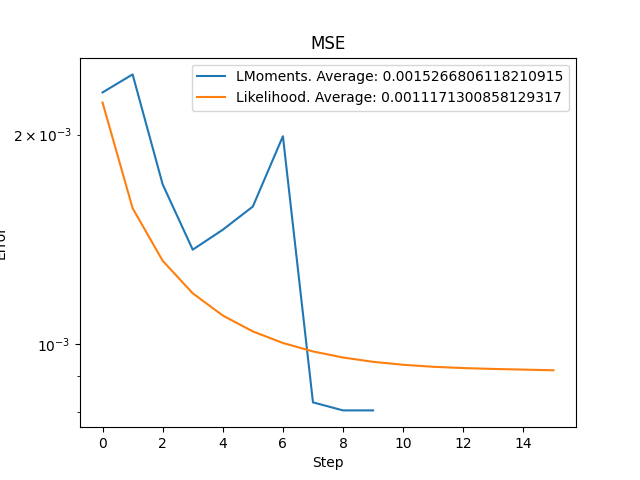 MSE
LMoments. Average: 0.0015266806118210915
Likelihood. Average: 0.0011171300858129317
2 × 10⁻³
Error
10⁻³
0 2 4 6 8 10 12 14
Step